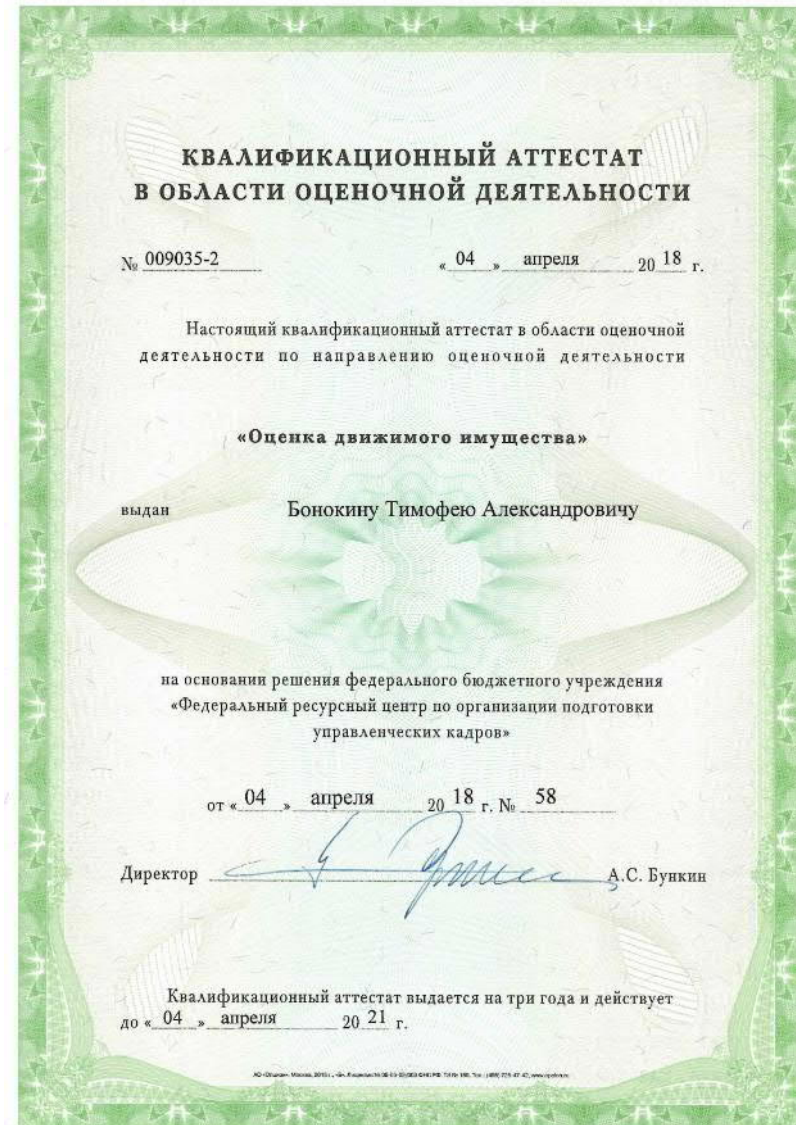 КВАЛИФИКАЦИОННЫЙ АТТЕСТАТ
В ОБЛАСТИ ОЦЕНОЧНОЙ ДЕЯТЕЛЬНОСТИ
№ 009035-2 « 04 » апреля 20 18 г.
Настоящий квалификационный аттестат в области оценочной
деятельности по направлению оценочной деятельности
«Оценка движимого имущества»
выдан Бонокину Тимофею Александровичу
на основании решения федерального бюджетного учреждения
«Федеральный ресурсный центр по организации подготовки
управленческих кадров»
от « 04 » апреля 20 18 г. № 58
Директор А.С. Бункин
Квалификационный аттестат выдается на три года и действует
до « 04 » апреля 20 21 г.